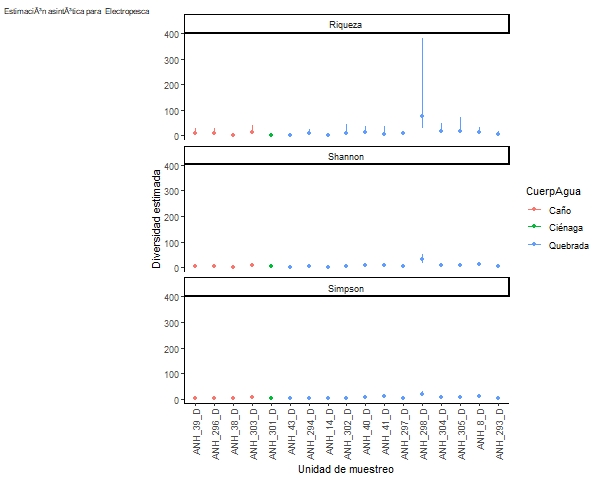 EstimaciÃ³n asintÃ³tica para  Electropesca
Riqueza
400
300
200
100
0
Shannon
400
300
200
100
0
Simpson
400
300
200
100
0
Diversidad estimada
ANH_39_D
ANH_296_D
ANH_38_D
ANH_303_D
ANH_301_D
ANH_43_D
ANH_294_D
ANH_14_D
ANH_302_D
ANH_40_D
ANH_41_D
ANH_297_D
ANH_298_D
ANH_304_D
ANH_305_D
ANH_8_D
ANH_293_D
Unidad de muestreo
CuerpAgua
Caño
Ciénaga
Quebrada